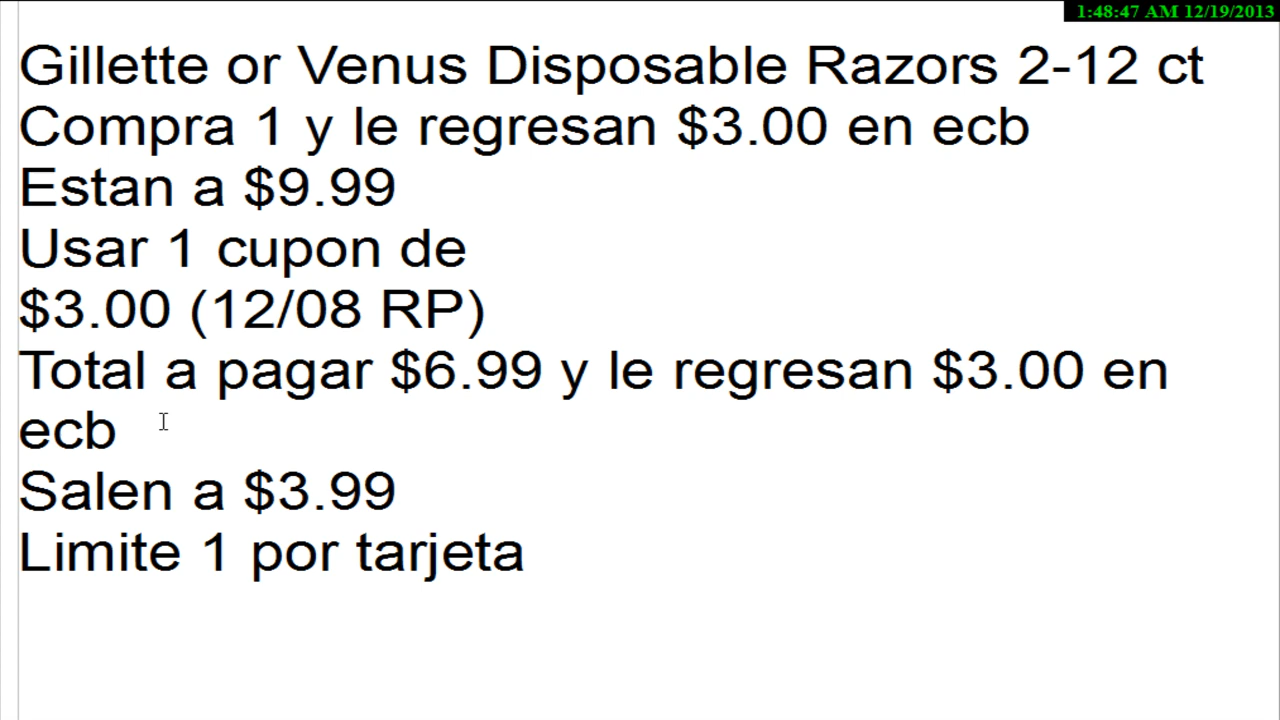 1:48:47 AM 12/19/2013
Gillette or Venus Disposable Razors 2-12 ct
Compra 1 y le regresan $3.00 en ecb
Estan a $9.99
Usar 1 cupon de
$3.00 (12/08 RP)
Total a pagar $6.99 y le regresan $3.00 en
ecb
Salen a $3.99
Limite 1 por tarjeta